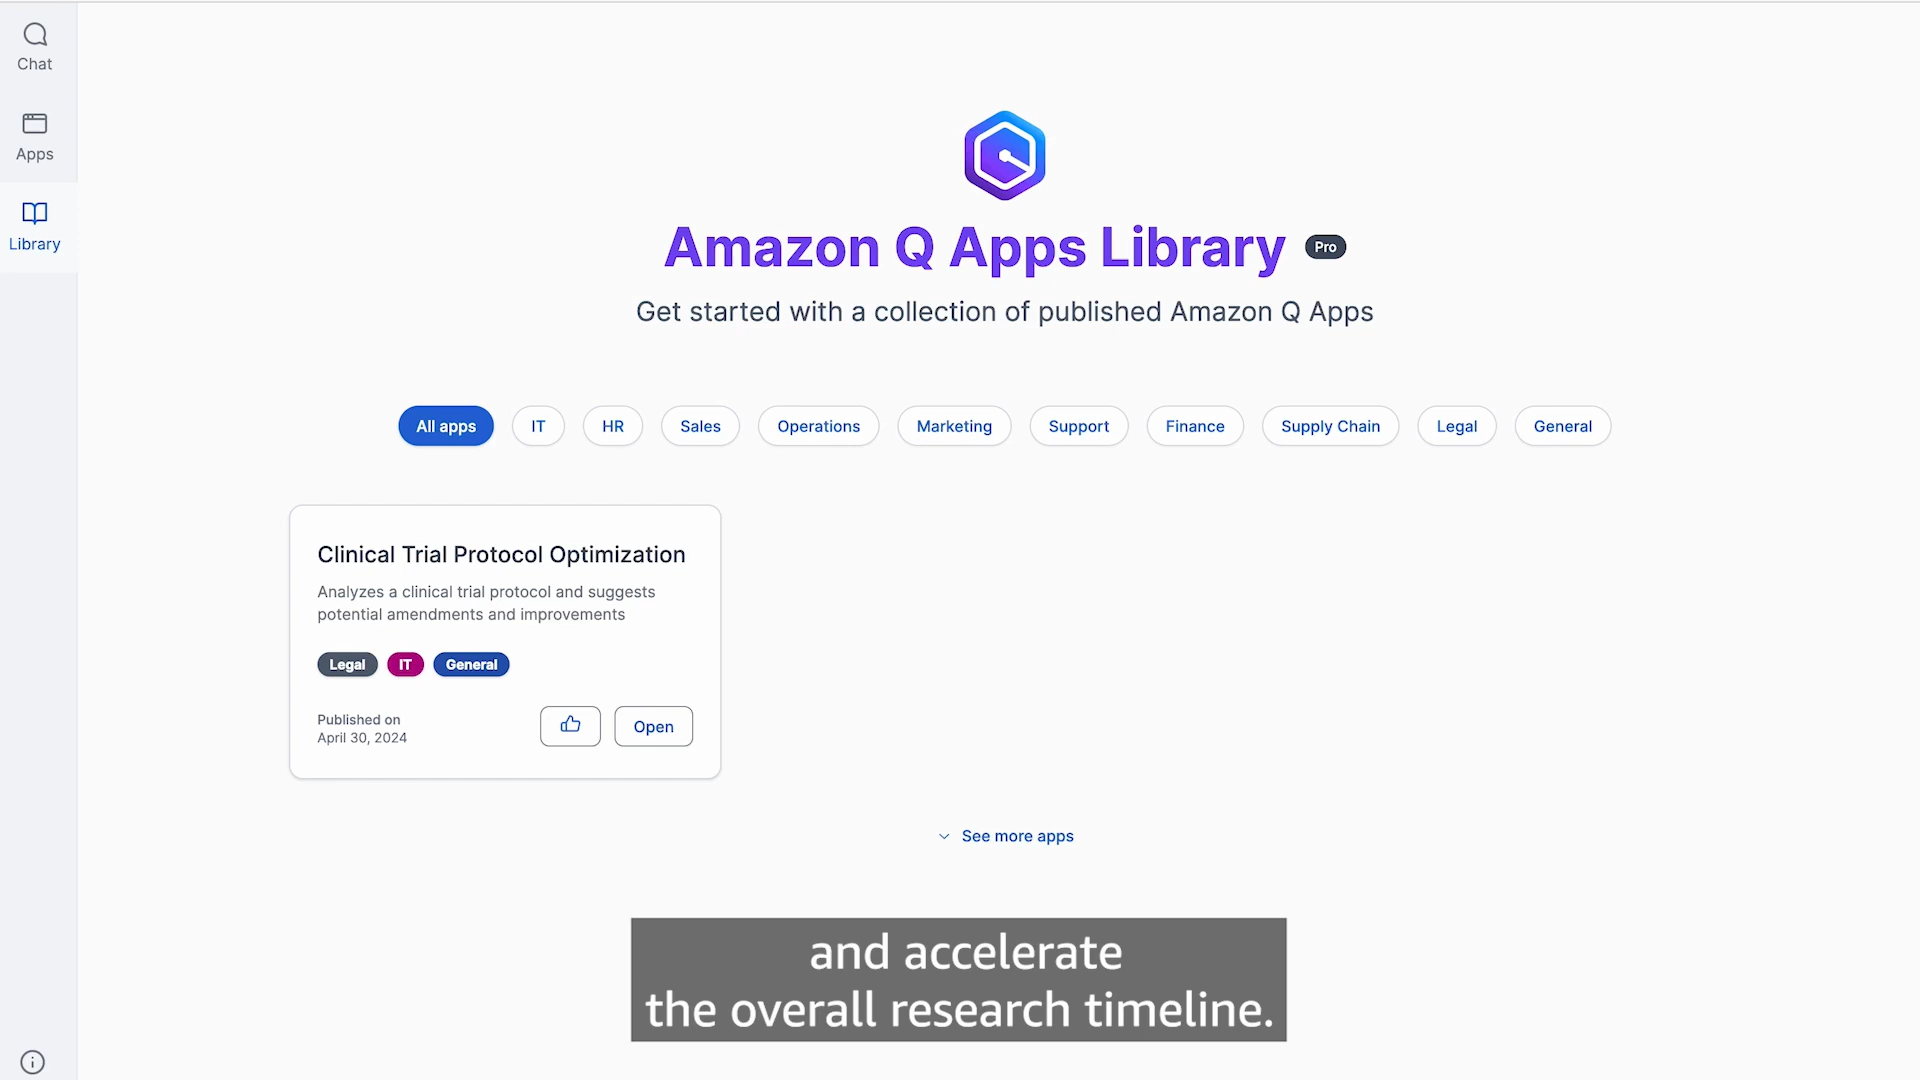 Chat
Apps
Library
Amazon Q Apps Library Pro
Get started with a collection of published Amazon Q Apps
All apps IT HR Sales Operations Marketing Support Finance Supply Chain Legal General
Clinical Trial Protocol Optimization
Analyzes a clinical trial protocol and suggests
potential amendments and improvements
Legal IT General
Published on
April 30, 2024
Open
See more apps
and accelerate
the overall research timeline.